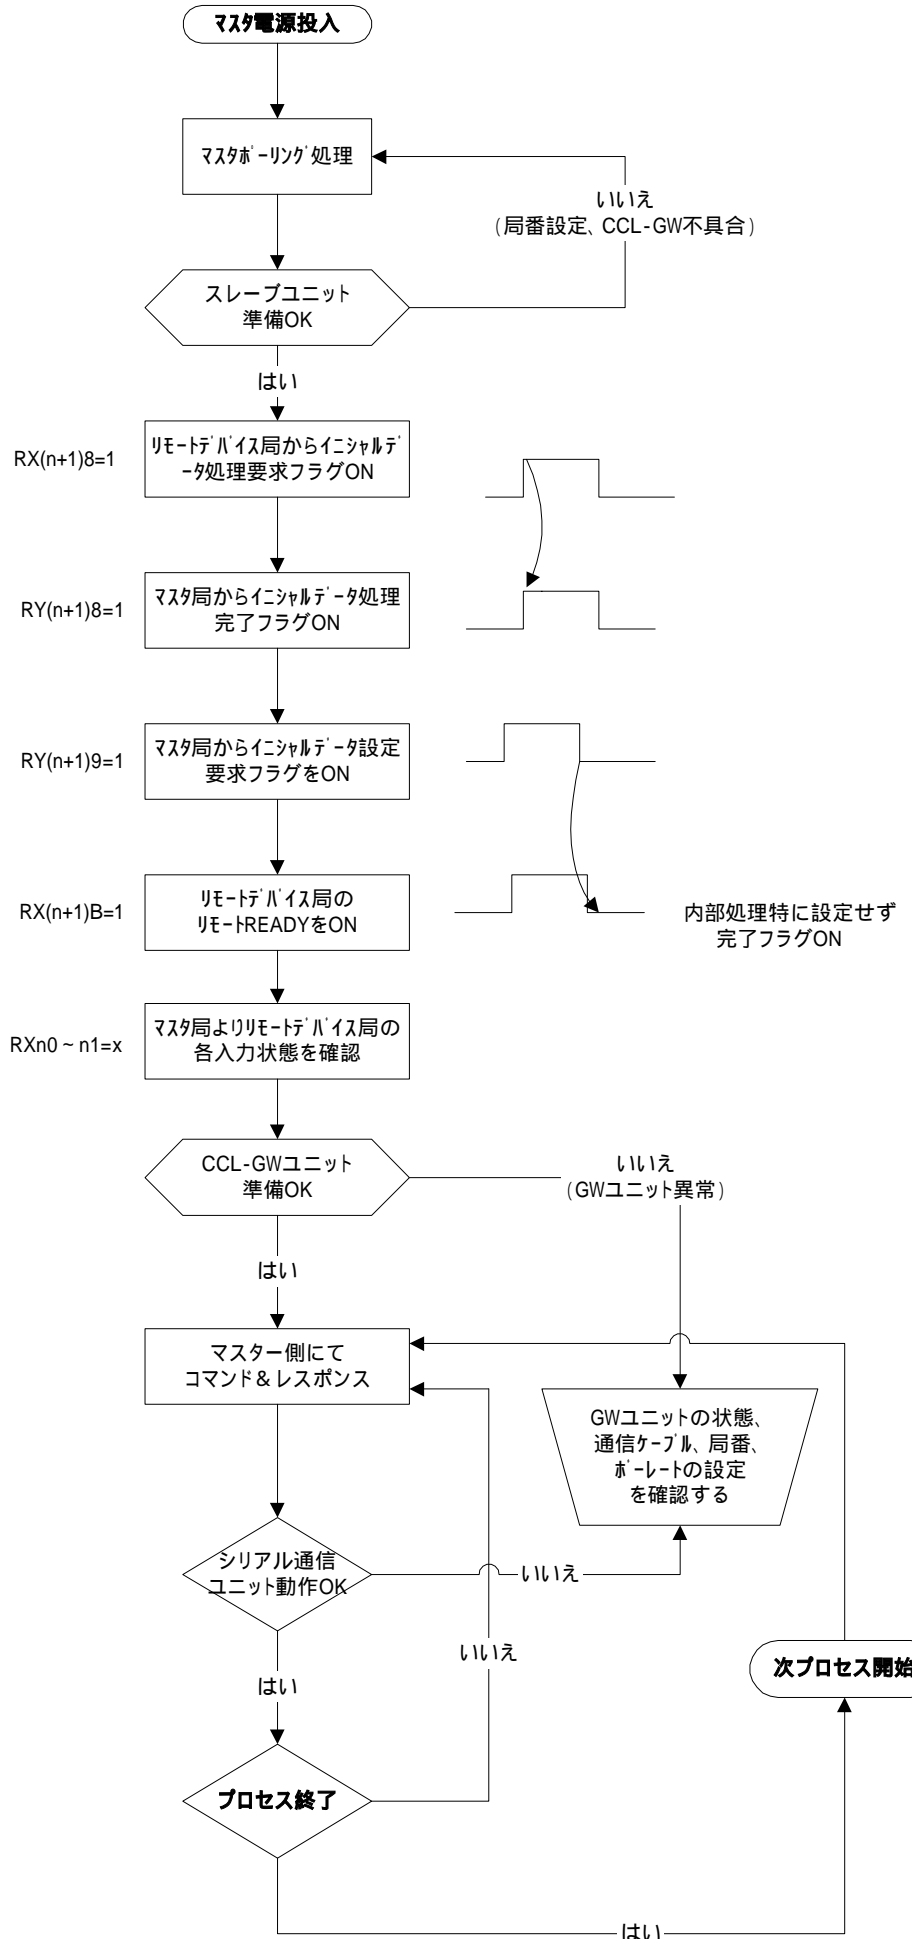 マスタ電源投入
マスタポーリング処理
いいえ
(局番設定、CCL-GW不具合)
スレーブユニット
準備OK
はい
RX(n+1)8=1
リモートデバイス局からイニシャルデ
ータ処理要求フラグON
RY(n+1)8=1
マスタ局からイニシャルデータ処理
完了フラグON
RY(n+1)9=1
マスタ局からイニシャルデータ設定
要求フラグをON
RX(n+1)B=1
リモートデバイス局の
リモートREADYをON
内部処理特に設定せず
完了フラグON
RXn0~n1=x
マスタ局よりリモートデバイス局の
各入力状態を確認
CCL-GWユニット
準備OK
いいえ
(GWユニット異常)
はい
マスター側にて
コマンド&レスポンス
GWユニットの状態、
通信ケーブル、局番、
ボーレートの設定
を確認する
シリアル通信
ユニット動作OK
いいえ
いいえ
はい
次プロセス開始
プロセス終了
はい